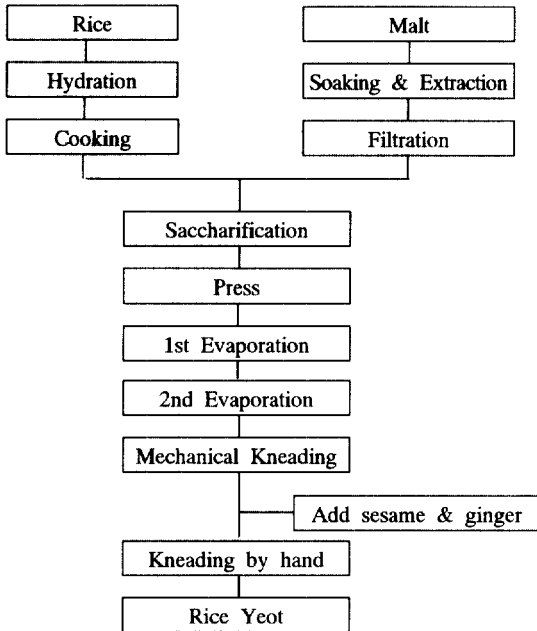 Rice
Malt
Hydration
Soaking & Extraction
Cooking
Filtration
Saccharification
Press
1st Evaporation
2nd Evaporation
Mechanical Kneading
Add sesame & ginger
Kneading by hand
Rice Yeot